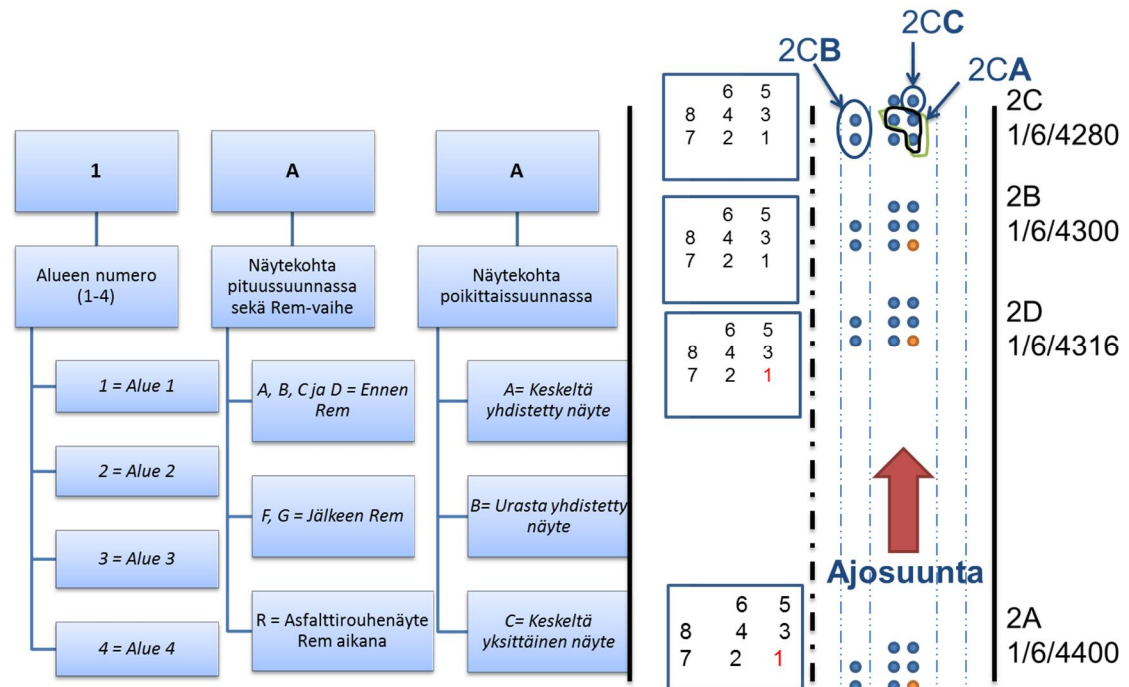 1
A
A
Alueen numero
(1-4)
Näytekohta
pituussuunnassa
sekä Rem-vaihe
Näytekohta
poikittaissuunnassa
1 = Alue 1
2 = Alue 2
3 = Alue 3
4 = Alue 4
A, B, C ja D = Ennen
Rem
F, G = Jälkeen Rem
R = Asfalttirouhenäyte
Rem aikana
A= Keskeltä
yhdistetty näyte
B= Urasta yhdistetty
näyte
C= Keskeltä
yksittäinen näyte
2CB
2CC
2CA
6 5
8 4 3
7 2 1
2C
1/6/4280
6 5
8 4 3
7 2 1
2B
1/6/4300
6 5
8 4 3
7 2 1
2D
1/6/4316
Ajosuunta
6 5
8 4 3
7 2 1
2A
1/6/4400